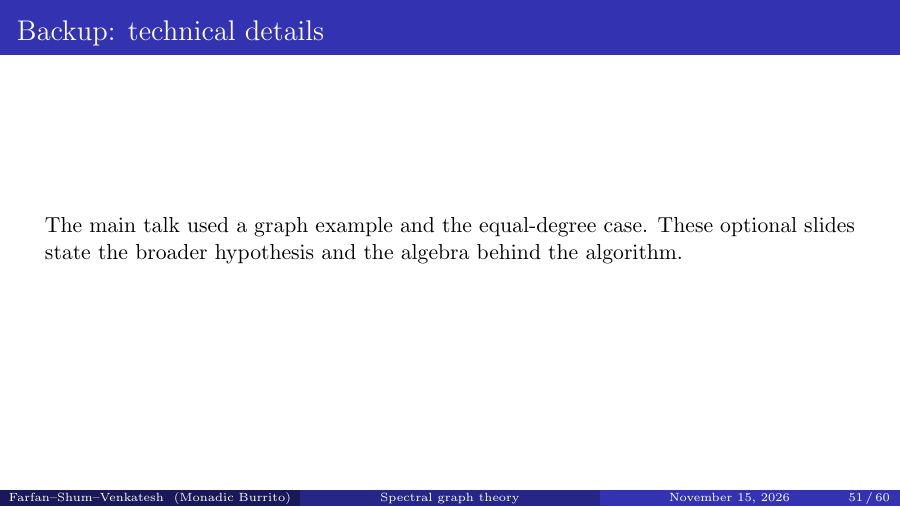 Backup: technical details
The main talk used a graph example and the equal-degree case. These optional slides
state the broader hypothesis and the algebra behind the algorithm.
Farfan–Shum–Venkatesh (Monadic Burrito) Spectral graph theory November 15, 2026 51 / 60